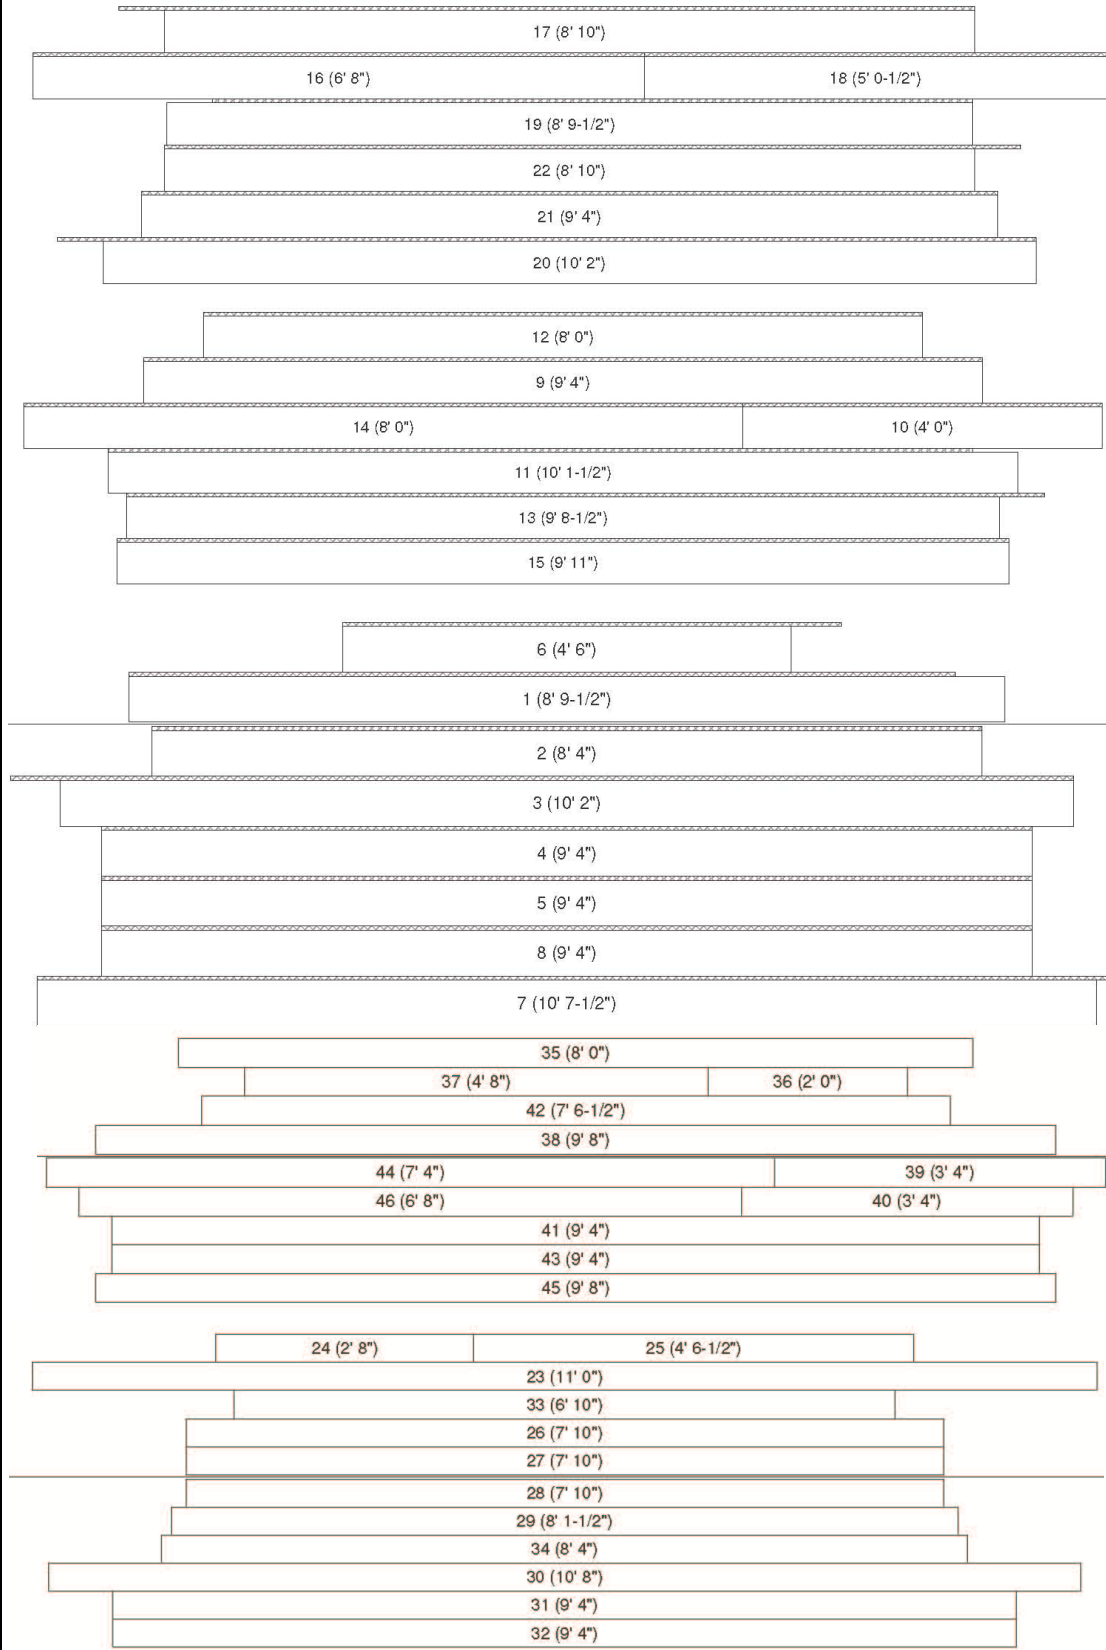 17 (8' 10")
16 (6' 8") 18 (5' 0-1/2")
19 (8' 9-1/2")
22 (8' 10")
21 (9' 4")
20 (10' 2")
12 (8' 0")
9 (9' 4")
14 (8' 0") 10 (4' 0")
11 (10' 1-1/2")
13 (9' 8-1/2")
15 (9' 11")
6 (4' 6")
1 (8' 9-1/2")
2 (8' 4")
3 (10' 2")
4 (9' 4")
5 (9' 4")
8 (9' 4")
7 (10' 7-1/2")
35 (8' 0")
37 (4' 8") 36 (2' 0")
42 (7' 6-1/2")
38 (9' 8")
44 (7' 4") 39 (3' 4")
46 (6' 8") 40 (3' 4")
41 (9' 4")
43 (9' 4")
45 (9' 8")
24 (2' 8") 25 (4' 6-1/2")
23 (11' 0")
33 (6' 10")
26 (7' 10")
27 (7' 10")
28 (7' 10")
29 (8' 1-1/2")
34 (8' 4")
30 (10' 8")
31 (9' 4")
32 (9' 4")